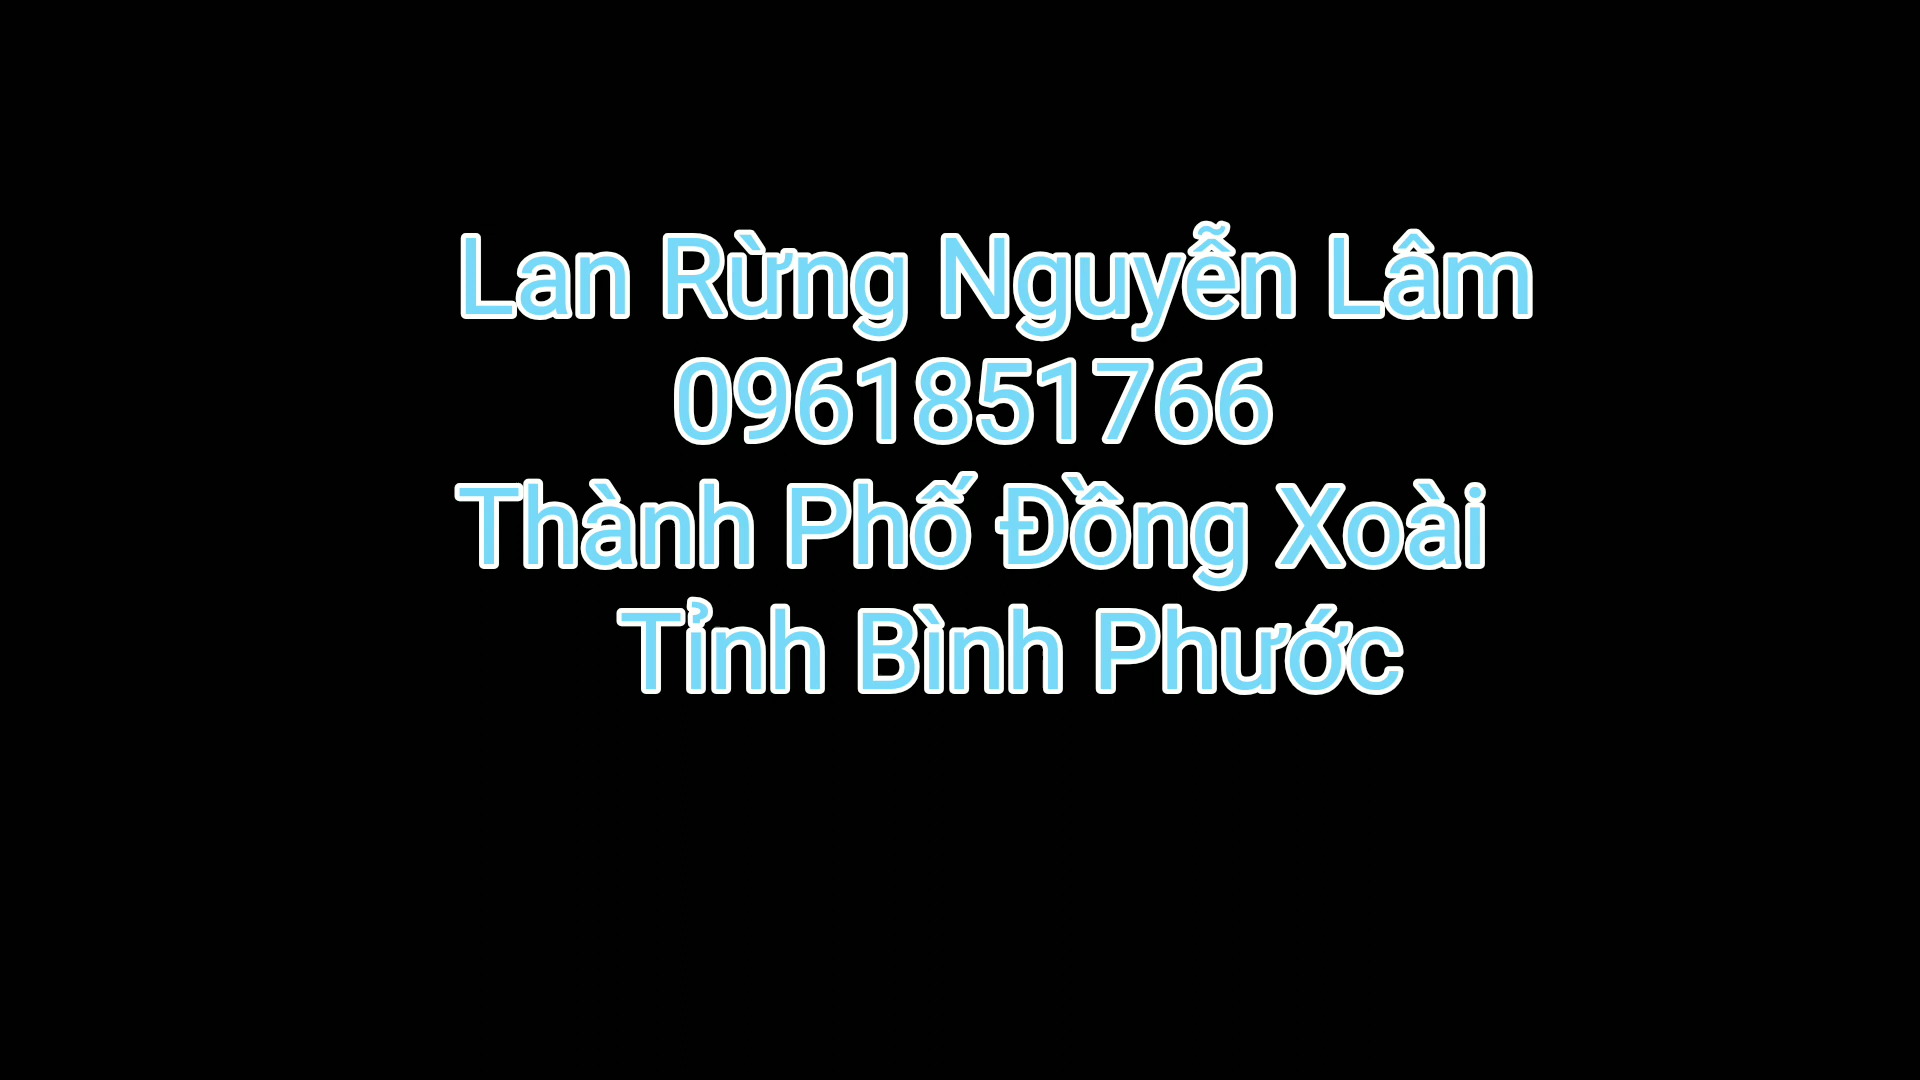 Lan Rừng Nguyễn Lâm
0961851766
Thành Phố Đồng Xoài
Tỉnh Bình Phước